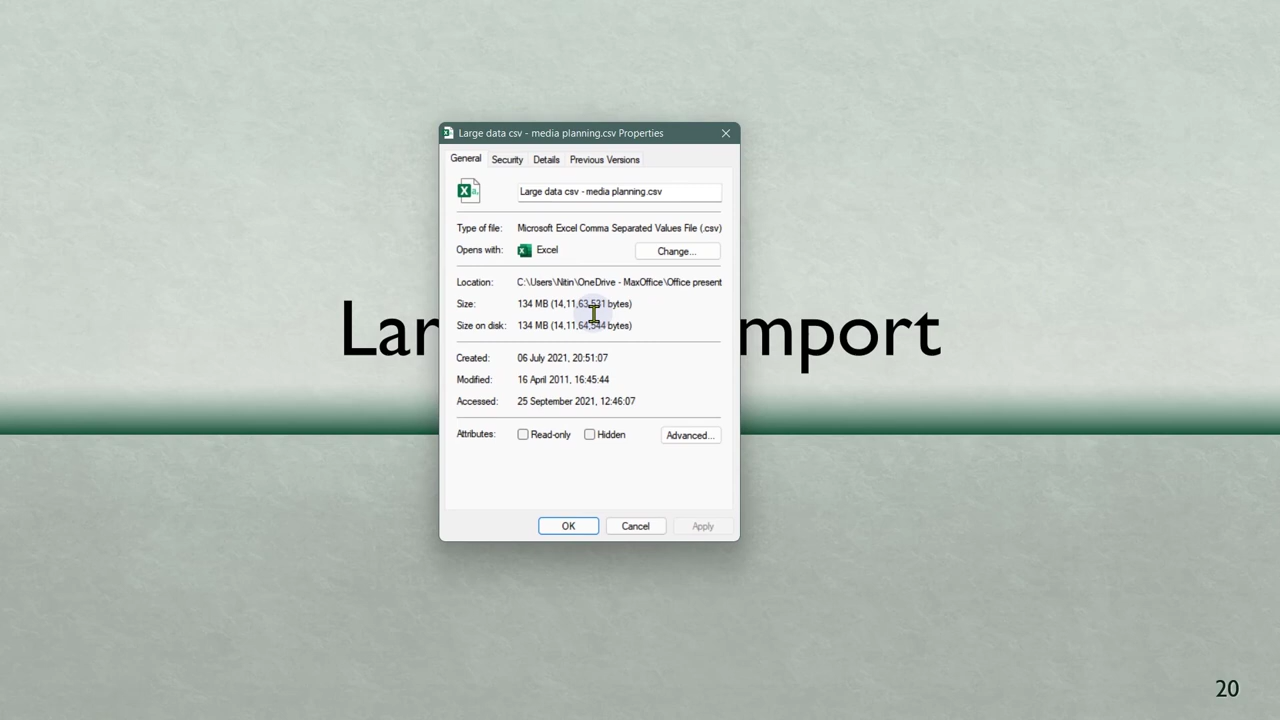 Large data csv - media planning.csv Properties
General Security Details Previous Versions
Large data csv - media planning.csv
Type of file: Microsoft Excel Comma Separated Values File (.csv)
Opens with: Excel Change...
Location: C:\Users\Nitin\OneDrive - MaxOffice\Office present
Size: 134 MB (14,11,63,531 bytes)
Lar mport
Size on disk: 134 MB (14,11,64,544 bytes)
Created: 06 July 2021, 20:51:07
Modified: 16 April 2011, 16:45:44
Accessed: 25 September 2021, 12:46:07
Attributes: Read-only Hidden Advanced...
OK Cancel Apply
20